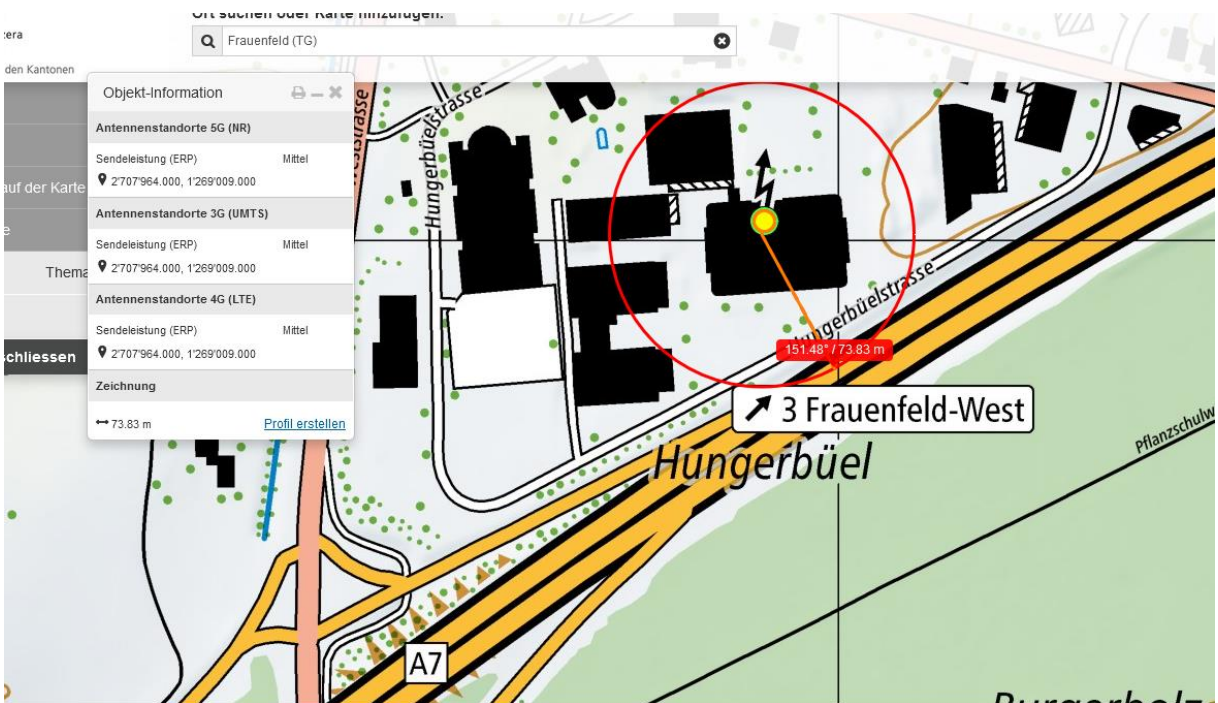 Ort suchen oder Karte hinzufügen:
zera
Frauenfeld (TG)
den Kantonen
Objekt-Information
Antennenstandorte 5G (NR)
Sendeleistung (ERP) Mittel
2'707'964.000, 1'269'009.000
auf der Karte
Antennenstandorte 3G (UMTS)
e
Sendeleistung (ERP) Mittel
2'707'964.000, 1'269'009.000
Thema
Antennenstandorte 4G (LTE)
Sendeleistung (ERP) Mittel
2'707'964.000, 1'269'009.000
schliessen
Zeichnung
73.83 m Profil erstellen
Hungerbüelstrasse
Hungerbüelstrasse
151.48° / 73.83 m
3 Frauenfeld-West
Hungerbüel
Pflanzschulw
A7
Burgerholz